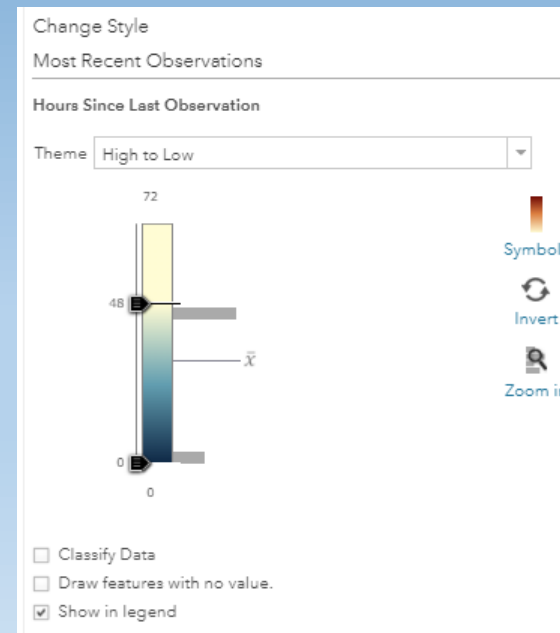 Change Style
Most Recent Observations
Hours Since Last Observation
Theme High to Low
72
Symbol
48
Invert
x̄
Zoom in
0
0
Classify Data
Draw features with no value.
Show in legend